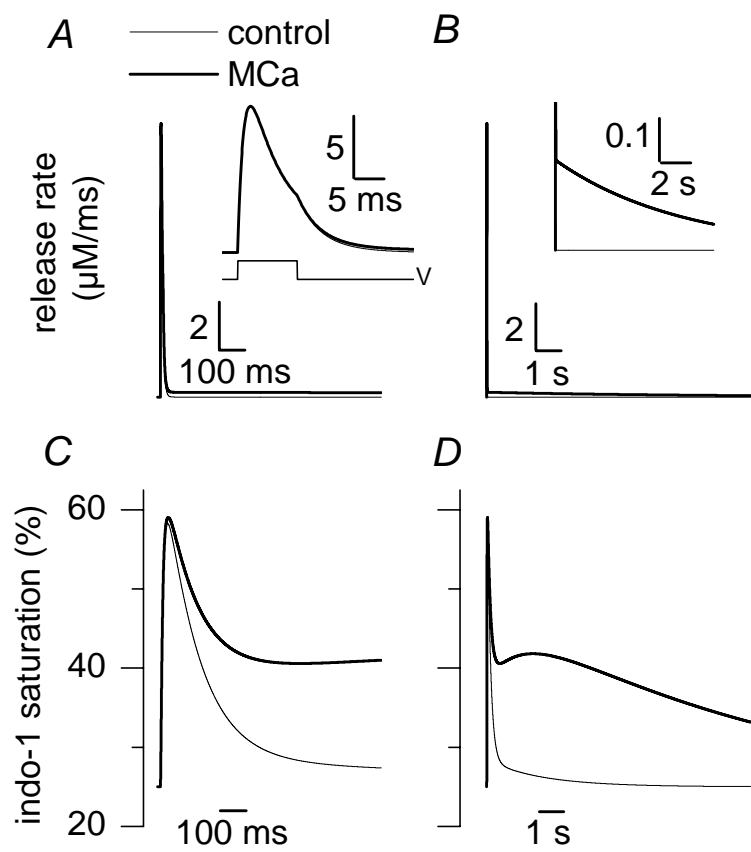 A
control
MCa
B
release rate
(µM/ms)
5
5 ms
V
0.1
2 s
2
100 ms
2
1 s
C
D
indo-1 saturation (%)
60
40
20
100 ms
1 s